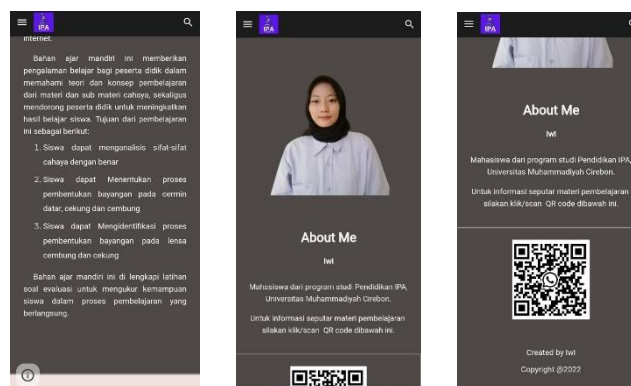 IPA
internet.
Bahan ajar mandiri ini memberikan
pengalaman belajar bagi peserta didik dalam
memahami teori dan konsep pembelajaran
dari materi dan sub materi cahaya, sekaligus
mendorong peserta didik untuk meningkatkan
hasil belajar siswa. Tujuan dari pembelajaran
ini sebagai berikut:
1. Siswa dapat menganalisis sifat-sifat
cahaya dengan benar
2. Siswa dapat Menentukan proses
pembentukan bayangan pada cermin
datar, cekung dan cembung
3. Siswa dapat Mengidentifikasi proses
pembentukan bayangan pada lensa
cembung dan cekung
Bahan ajar mandiri ini di lengkapi latihan
soal evaluasi untuk mengukur kemampuan
siswa dalam proses pembelajaran yang
berlangsung.
IPA
About Me
Iwi
Mahasiswa dari program studi Pendidikan IPA,
Universitas Muhammadiyah Cirebon.
Untuk informasi seputar materi pembelajaran
silakan klik/scan QR code dibawah ini.
IPA
About Me
Iwi
Mahasiswa dari program studi Pendidikan IPA,
Universitas Muhammadiyah Cirebon.
Untuk informasi seputar materi pembelajaran
silakan klik/scan QR code dibawah ini.
Created by Iwi
Copyright @2022